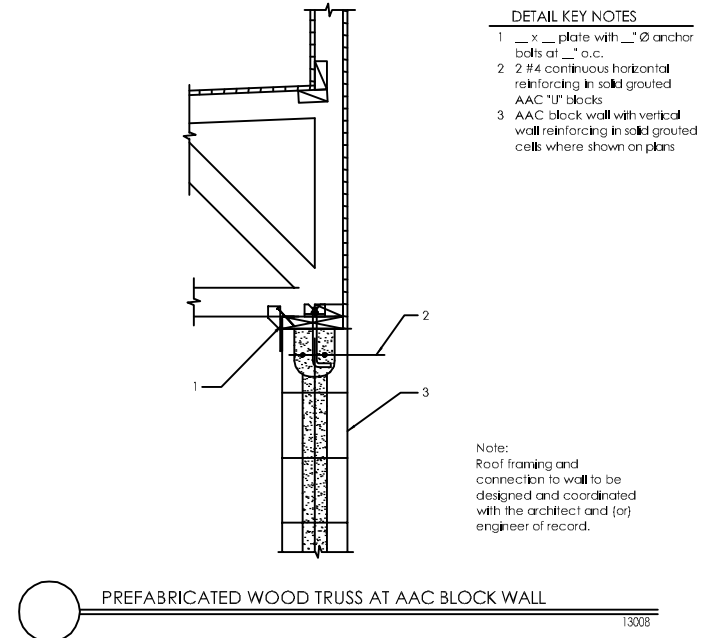 DETAIL KEY NOTES
1 __ x __ plate with __" Ø anchor
bolts at __" o.c.
2 2 #4 continuous horizontal
reinforcing in solid grouted
AAC "U" blocks
3 AAC block wall with vertical
wall reinforcing in solid grouted
cells where shown on plans
2
1
3
Note:
Roof framing and
connection to wall to be
designed and coordinated
with the architect and (or)
engineer of record.
PREFABRICATED WOOD TRUSS AT AAC BLOCK WALL
13008